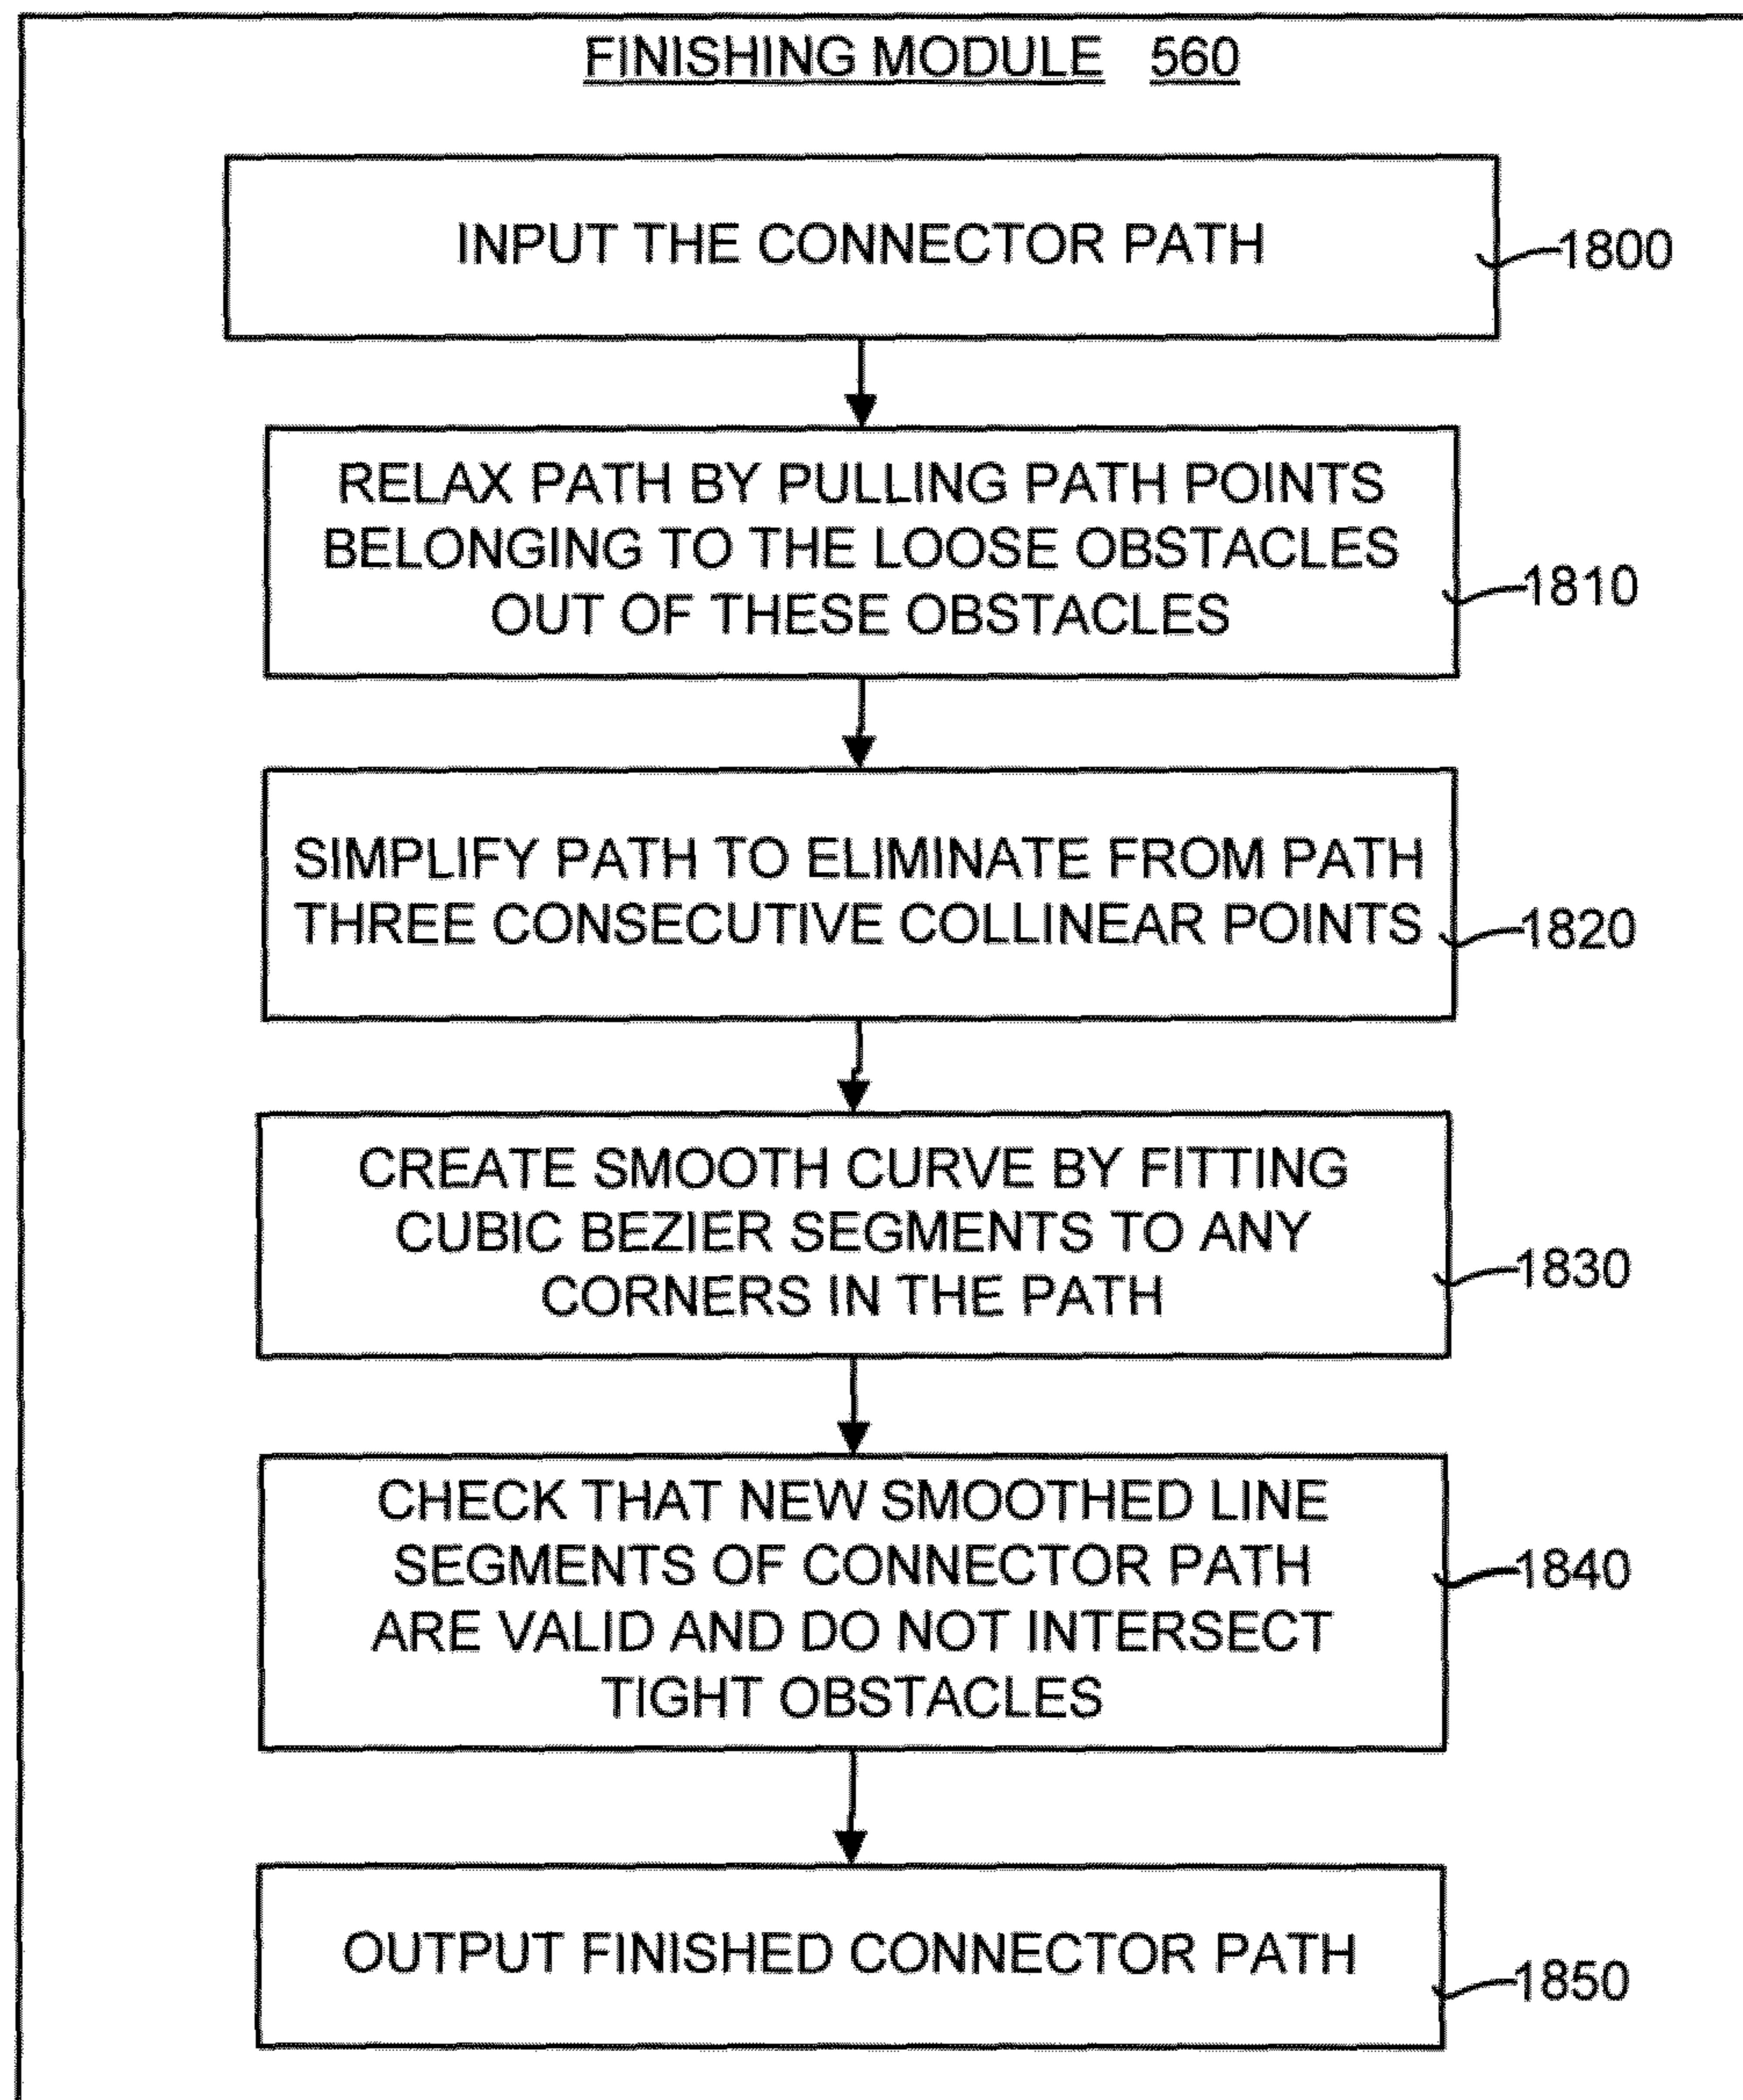 FINISHING MODULE 560
INPUT THE CONNECTOR PATH
1800
RELAX PATH BY PULLING PATH POINTS
BELONGING TO THE LOOSE OBSTACLES
OUT OF THESE OBSTACLES
1810
SIMPLIFY PATH TO ELIMINATE FROM PATH
THREE CONSECUTIVE COLLINEAR POINTS
1820
CREATE SMOOTH CURVE BY FITTING
CUBIC BEZIER SEGMENTS TO ANY
CORNERS IN THE PATH
1830
CHECK THAT NEW SMOOTHED LINE
SEGMENTS OF CONNECTOR PATH
ARE VALID AND DO NOT INTERSECT
TIGHT OBSTACLES
1840
OUTPUT FINISHED CONNECTOR PATH
1850